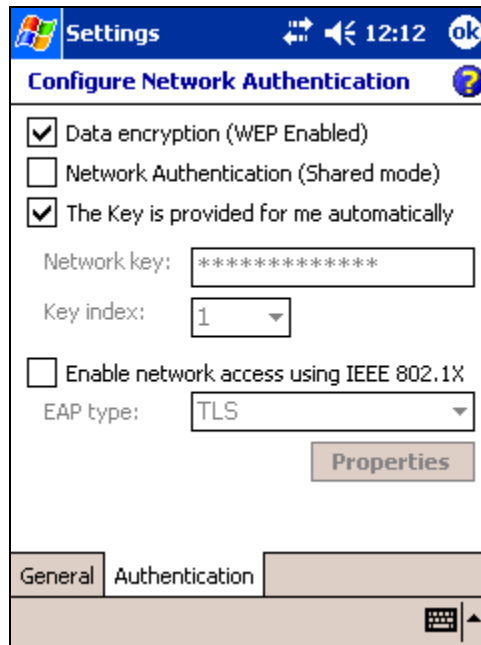 Settings 12:12 ok
Configure Network Authentication ?
Data encryption (WEP Enabled)
Network Authentication (Shared mode)
The Key is provided for me automatically
Network key: *************
Key index: 1
Enable network access using IEEE 802.1X
EAP type: TLS
Properties
General Authentication